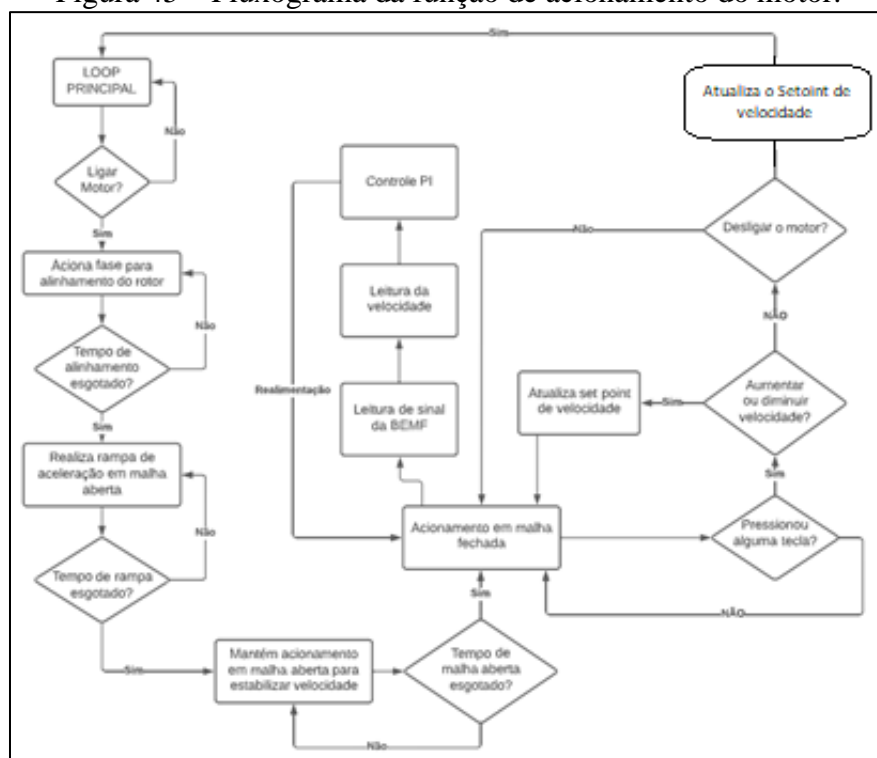 Figura 43 – Fluxograma da função de acionamento do motor.
Sim
LOOP
PRINCIPAL
Não
Ligar
Motor?
Sim
Aciona fase para
alinhamento do rotor
Não
Tempo de
alinhamento
esgotado?
Sim
Realiza rampa de
aceleração em malha
aberta
Não
Tempo de rampa
esgotado?
Sim
Mantém acionamento
em malha aberta para
estabilizar velocidade
Tempo de
malha aberta
esgotado?
Não
Sim
Acionamento em malha
fechada
Leitura de sinal
da BEMF
Leitura da
velocidade
Controle PI
Realimentação
Pressionou
alguma tecla?
NÃO
Sim
Aumentar
ou diminuir
velocidade?
Sim
Atualiza set point
de velocidade
NÃO
Desligar o motor?
Não
Atualiza o Setoint de
velocidade